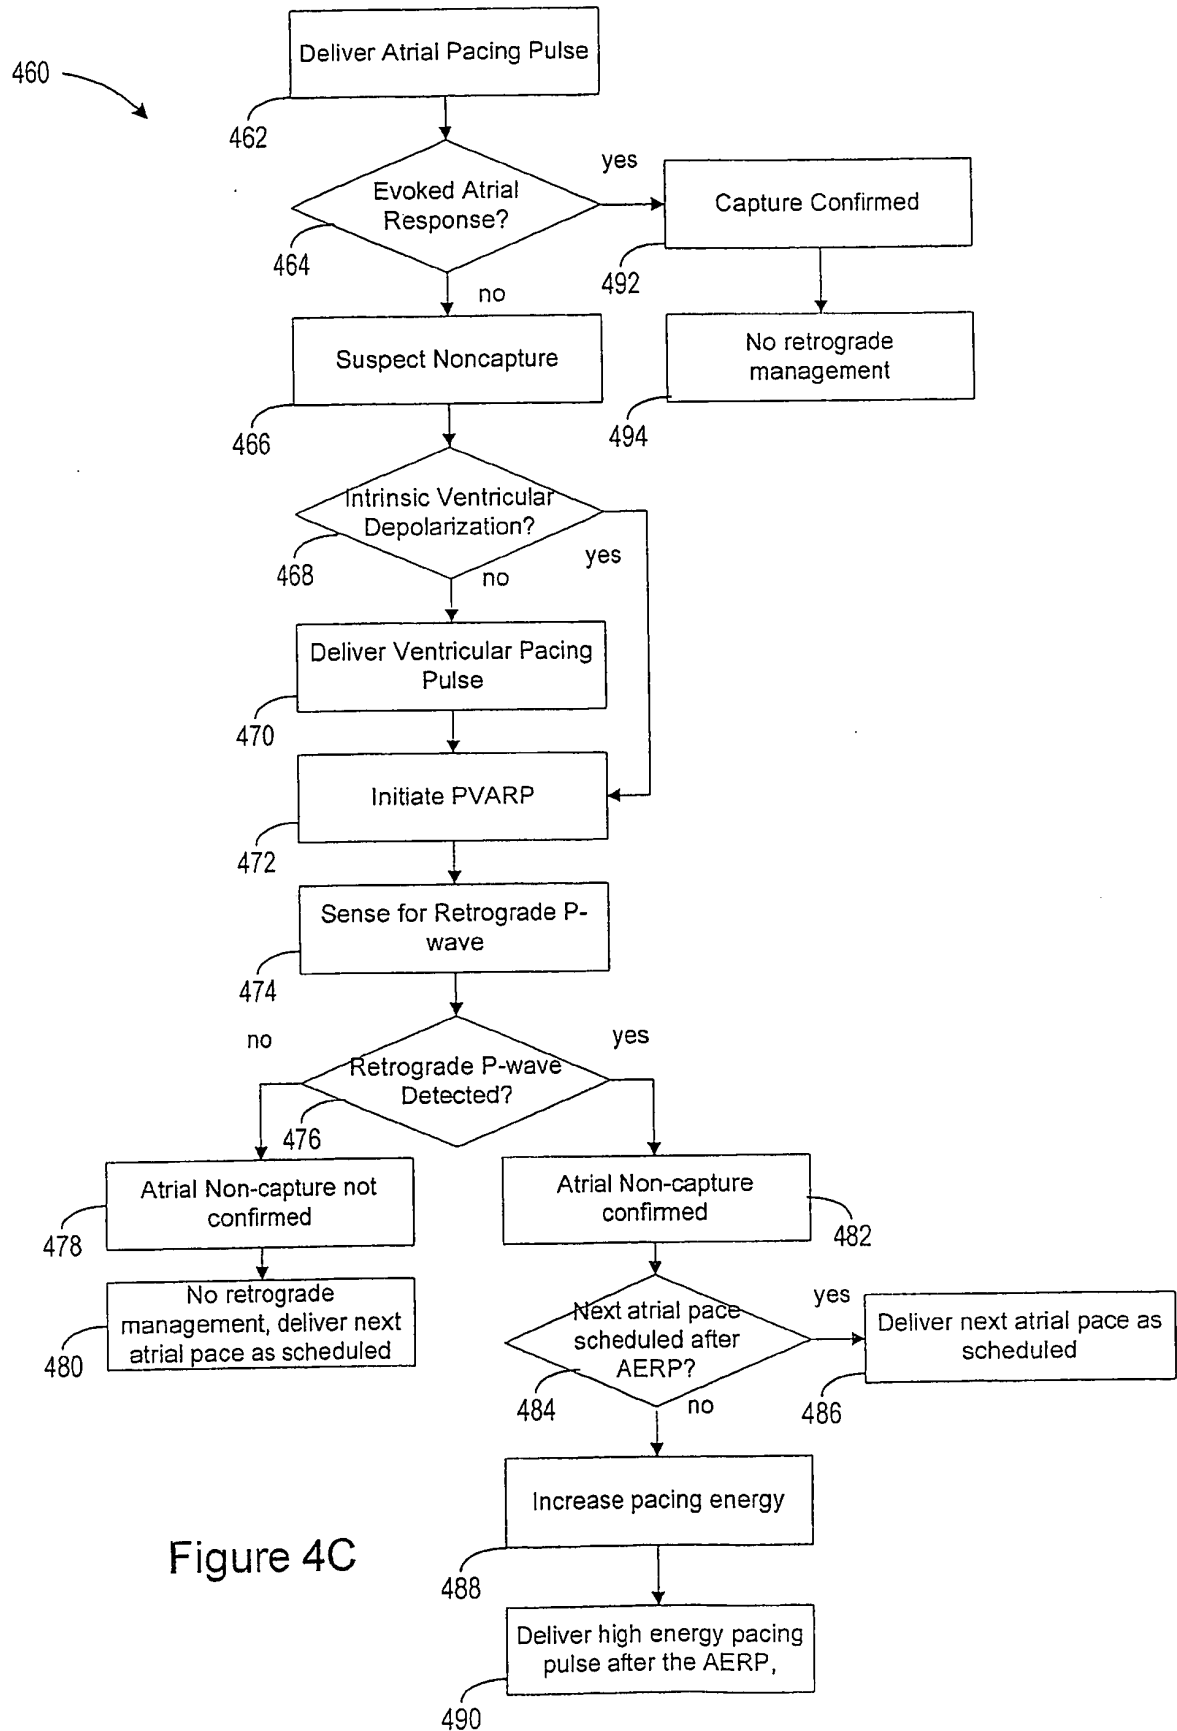 Deliver Atrial Pacing Pulse
460
462
yes
Evoked Atrial
Response?
Capture Confirmed
464
492
no
Suspect Noncapture
No retrograde
management
466
494
Intrinsic Ventricular
Depolarization?
yes
468
no
Deliver Ventricular Pacing
Pulse
470
Initiate PVARP
472
Sense for Retrograde P-
wave
474
no
yes
Retrograde P-wave
Detected?
476
Atrial Non-capture not
confirmed
Atrial Non-capture
confirmed
478
482
No retrograde
management, deliver next
atrial pace as scheduled
480
Next atrial pace
scheduled after
AERP?
yes
Deliver next atrial pace as
scheduled
484
no
486
Increase pacing energy
Figure 4C
488
Deliver high energy pacing
pulse after the AERP,
490